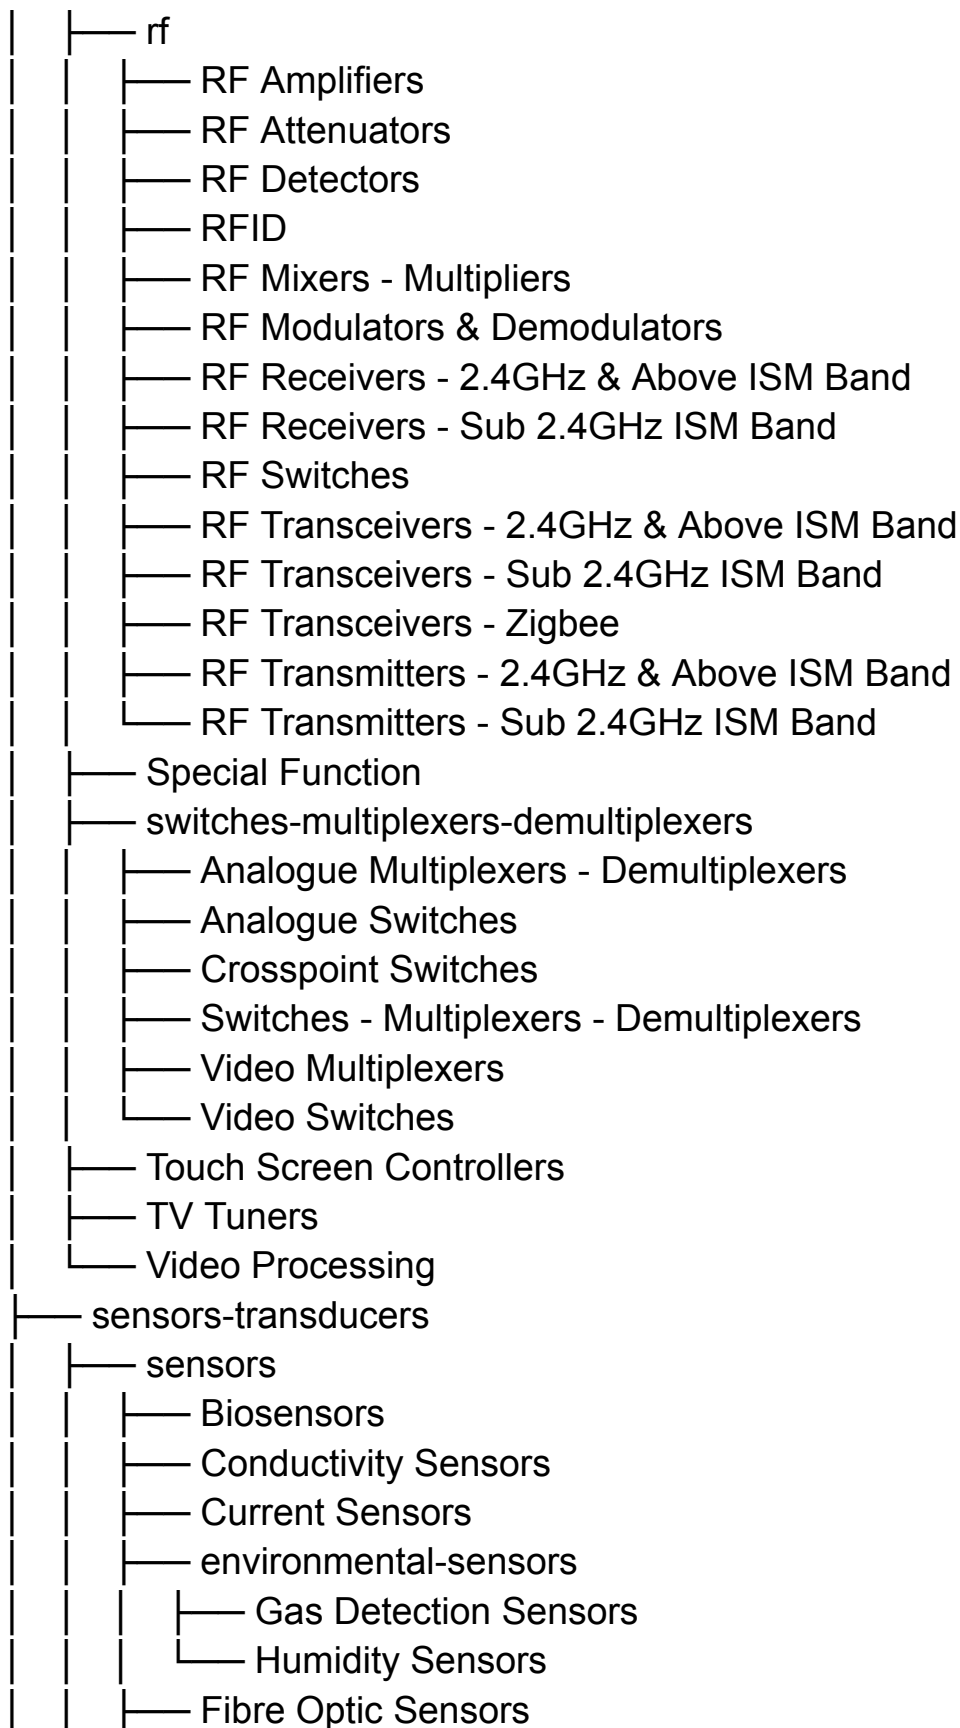 rf
RF Amplifiers
RF Attenuators
RF Detectors
RFID
RF Mixers - Multipliers
RF Modulators & Demodulators
RF Receivers - 2.4GHz & Above ISM Band
RF Receivers - Sub 2.4GHz ISM Band
RF Switches
RF Transceivers - 2.4GHz & Above ISM Band
RF Transceivers - Sub 2.4GHz ISM Band
RF Transceivers - Zigbee
RF Transmitters - 2.4GHz & Above ISM Band
RF Transmitters - Sub 2.4GHz ISM Band
Special Function
switches-multiplexers-demultiplexers
Analogue Multiplexers - Demultiplexers
Analogue Switches
Crosspoint Switches
Switches - Multiplexers - Demultiplexers
Video Multiplexers
Video Switches
Touch Screen Controllers
TV Tuners
Video Processing
sensors-transducers
sensors
Biosensors
Conductivity Sensors
Current Sensors
environmental-sensors
Gas Detection Sensors
Humidity Sensors
Fibre Optic Sensors